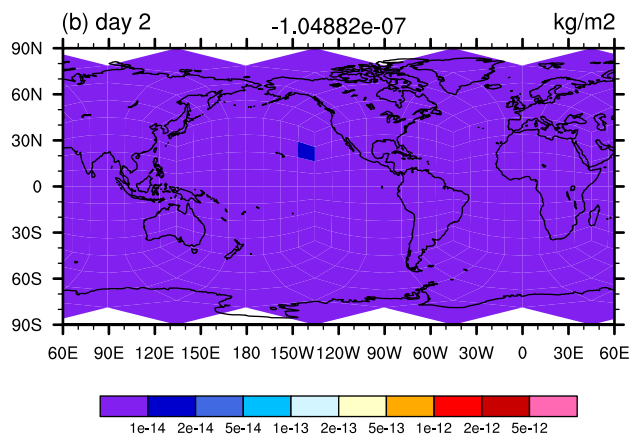 (b) day 2 -1.04882e-07 kg/m2
90N
60N
30N
0
30S
60S
90S
60E 90E 120E 150E 180E 150W 120W 90W 60W 30W 0 30E 60E
1e-14 2e-14 5e-14 1e-13 2e-13 5e-13 1e-12 2e-12 5e-12